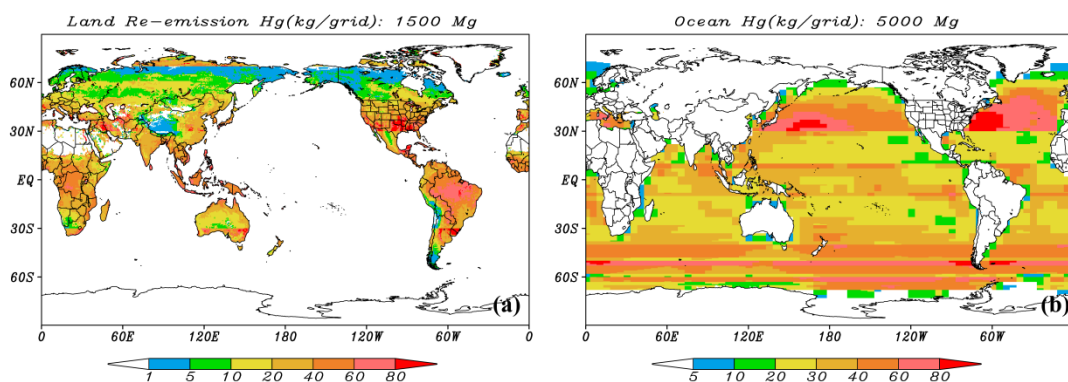 Land Re-emission Hg(kg/grid): 1500 Mg
60N
30N
EQ
30S
60S
0 60E 120E 180 120W 60W 0
(a)
1 5 10 20 40 60 80
Ocean Hg(kg/grid): 5000 Mg
60N
30N
EQ
30S
60S
0 60E 120E 180 120W 60W
(b)
5 10 20 30 40 60 80